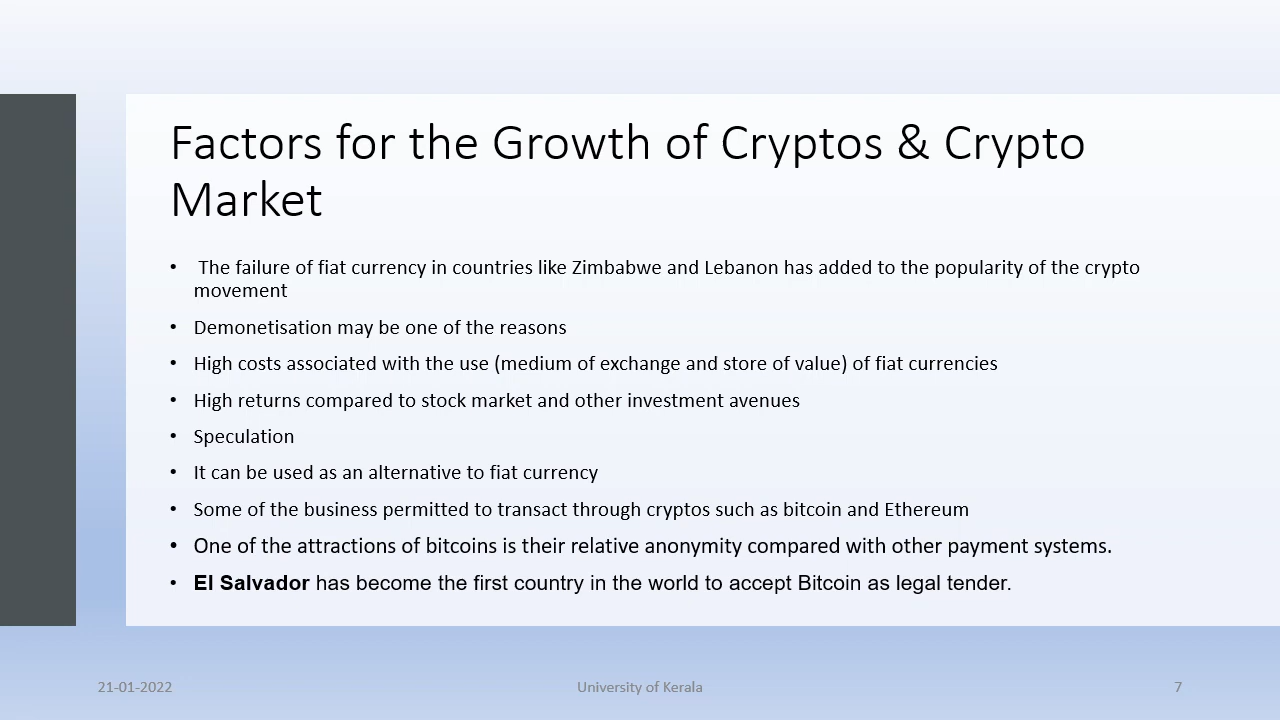 Factors for the Growth of Cryptos & Crypto
Market
• The failure of fiat currency in countries like Zimbabwe and Lebanon has added to the popularity of the crypto
movement
• Demonetisation may be one of the reasons
• High costs associated with the use (medium of exchange and store of value) of fiat currencies
• High returns compared to stock market and other investment avenues
• Speculation
• It can be used as an alternative to fiat currency
• Some of the business permitted to transact through cryptos such as bitcoin and Ethereum
• One of the attractions of bitcoins is their relative anonymity compared with other payment systems.
• El Salvador has become the first country in the world to accept Bitcoin as legal tender.
21-01-2022
University of Kerala
7